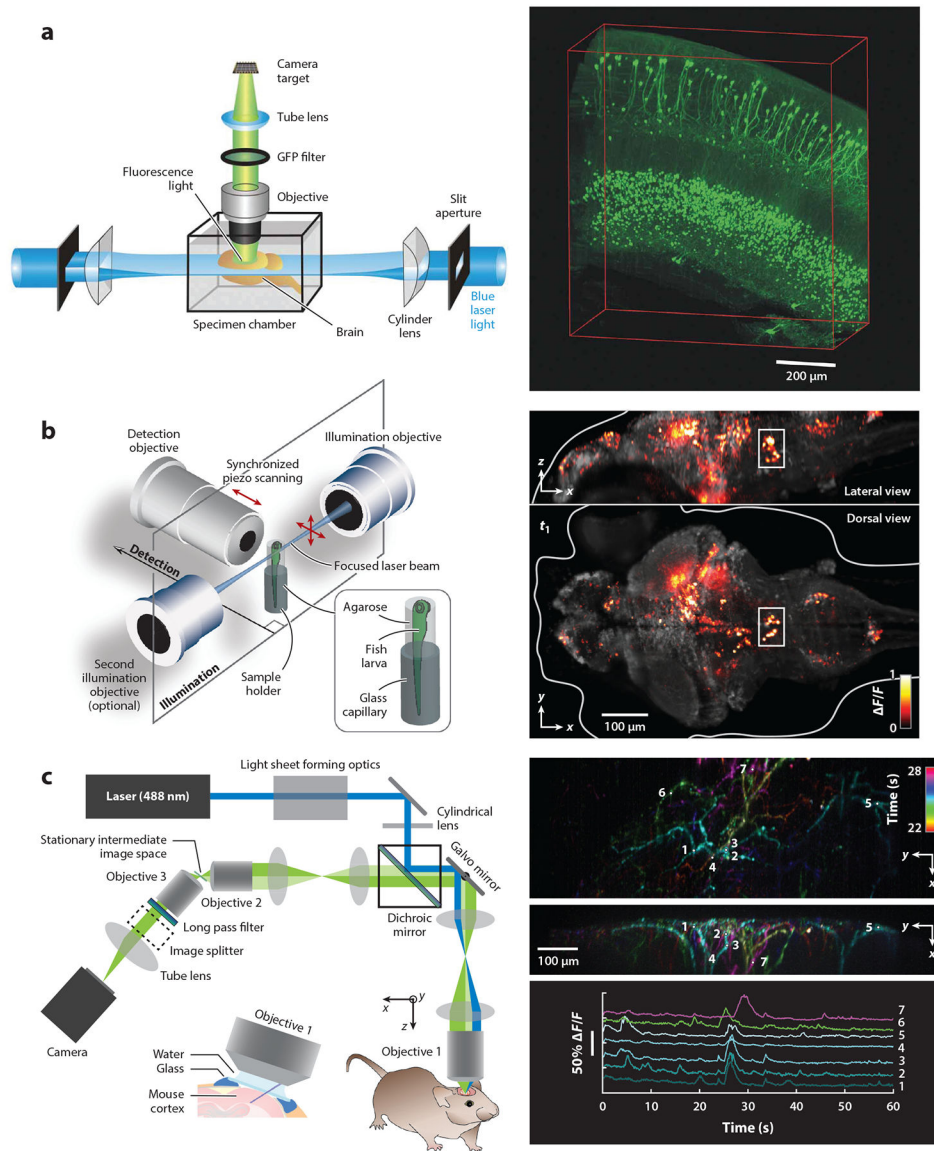 a
Camera
target
Tube lens
GFP filter
Fluorescence
light
Objective
Slit
aperture
Specimen chamber
Brain
Cylinder
lens
Blue
laser
light
200 µm
b
Detection
objective
Illumination objective
Synchronized
piezo scanning
Detection
Focused laser beam
Agarose
Fish
larva
Glass
capillary
Second
illumination
objective
(optional)
Illumination
Sample
holder
z
x
Lateral view
t1
Dorsal view
y
x
100 µm
ΔF/F
1
0
c
Laser (488 nm)
Light sheet forming optics
Cylindrical
lens
Stationary intermediate
image space
Galvo mirror
Objective 3
Objective 2
Long pass filter
Dichroic
mirror
Image splitter
Tube lens
Camera
x
y
z
Objective 1
Objective 1
Water
Glass
Mouse
cortex
7
6
5
1
3
2
4
Time (s)
28
22
y
x
1
2
3
4
7
5
y
x
100 µm
50% ΔF/F
7
6
5
4
3
2
1
0 10 20 30 40 50 60
Time (s)